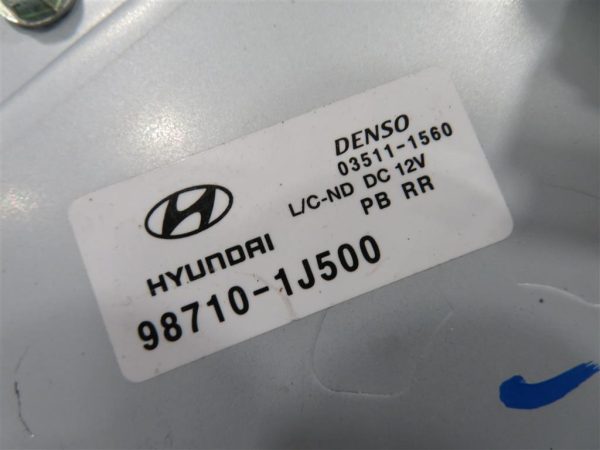 DENSO
03511-1560
L/C-ND DC 12V
PB RR
HYUNDAI
98710-1J500